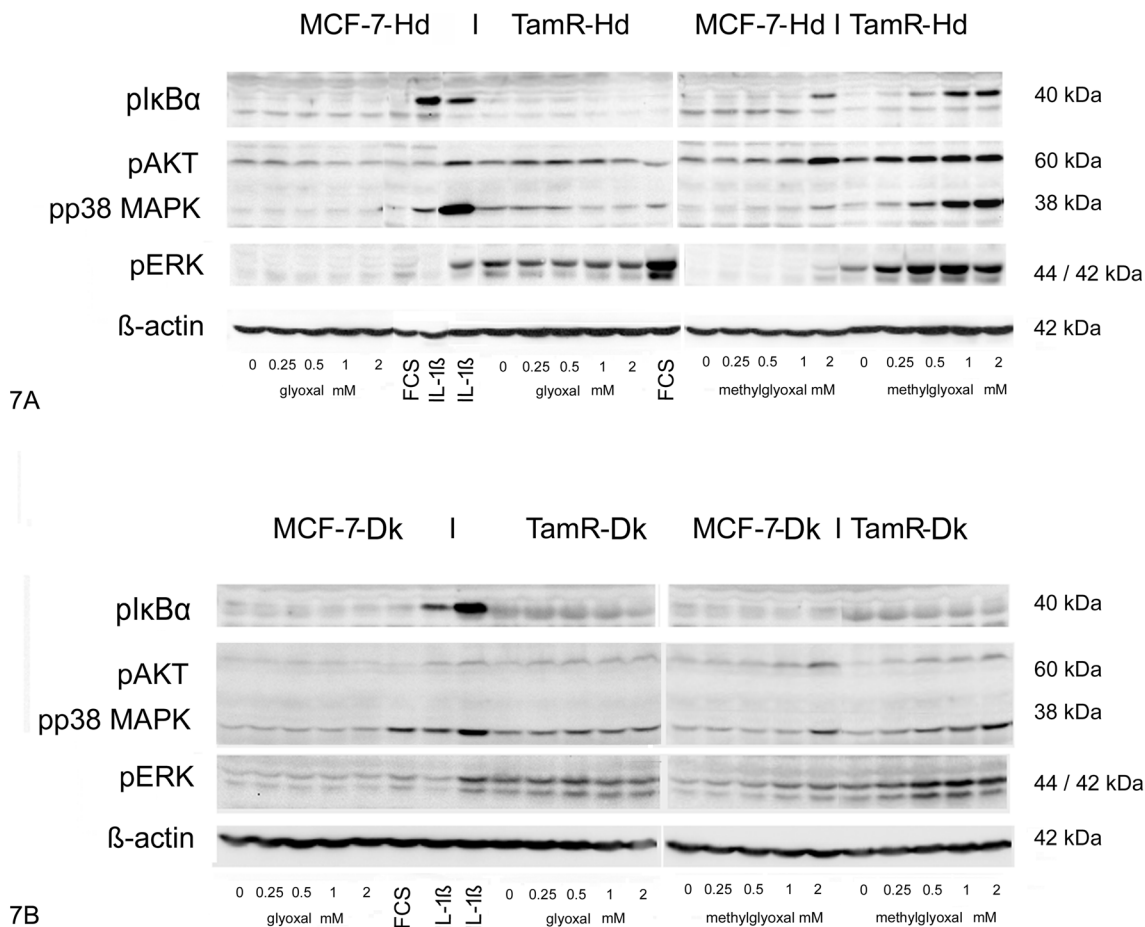 7A
MCF-7-Hd I TamR-Hd MCF-7-Hd I TamR-Hd
pIκBα 40 kDa
pAKT 60 kDa
pp38 MAPK 38 kDa
pERK 44 / 42 kDa
ß-actin 42 kDa
0 0.25 0.5 1 2 FCS IL-1ß IL-1ß 0 0.25 0.5 1 2 FCS 0 0.25 0.5 1 2 0 0.25 0.5 1 2
glyoxal mM glyoxal mM methylglyoxal mM methylglyoxal mM
MCF-7-Dk I TamR-Dk MCF-7-Dk I TamR-Dk
pIκBα 40 kDa
pAKT 60 kDa
pp38 MAPK 38 kDa
pERK 44 / 42 kDa
ß-actin 42 kDa
0 0.25 0.5 1 2 FCS L-1ß L-1ß 0 0.25 0.5 1 2 0 0.25 0.5 1 2 0 0.25 0.5 1 2
glyoxal mM glyoxal mM methylglyoxal mM methylglyoxal mM
7B